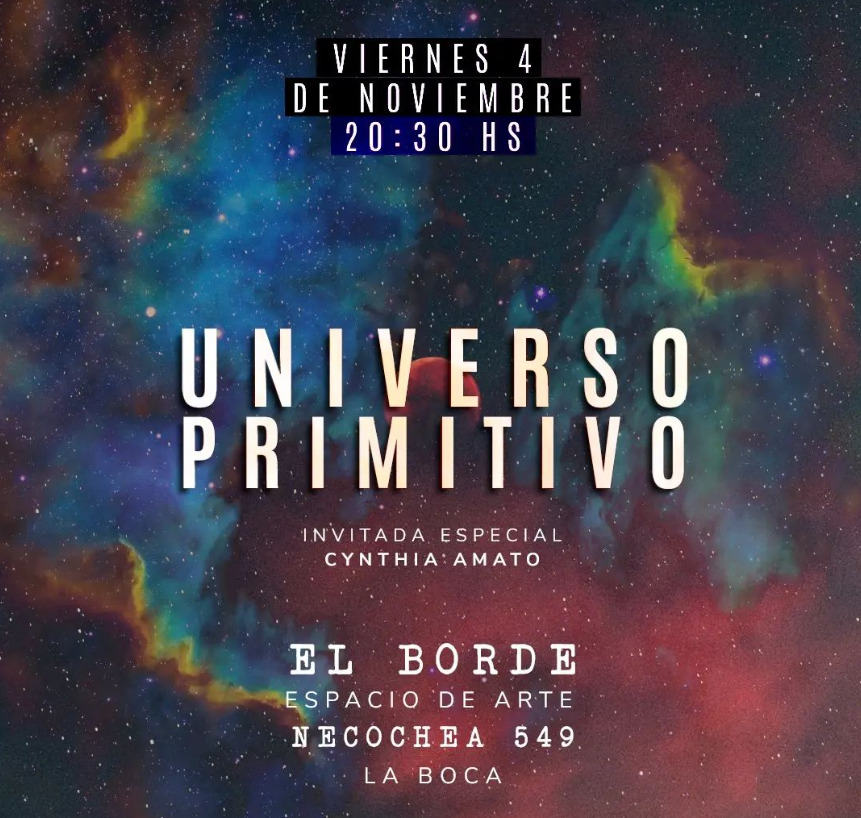 VIERNES 4
DE NOVIEMBRE
20:30 HS
UNIVERSO
PRIMITIVO
INVITADA ESPECIAL
CYNTHIA AMATO
EL BORDE
ESPACIO DE ARTE
NECOCHEA 549
LA BOCA